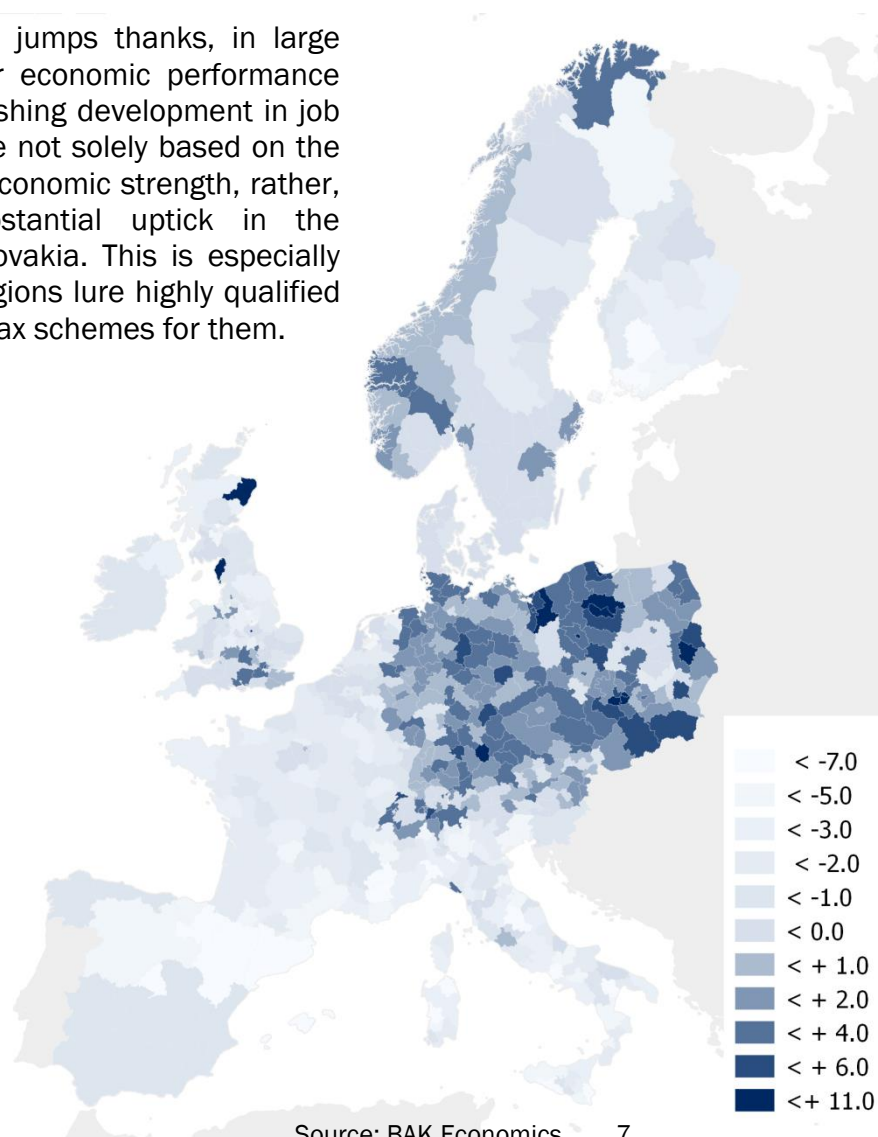 jumps thanks, in large
economic performance
shing development in job
not solely based on the
conomic strength, rather,
stantial uptick in the
ovakia. This is especially
gions lure highly qualified
ax schemes for them.
< -7.0
< -5.0
< -3.0
< -2.0
< -1.0
< 0.0
< + 1.0
< + 2.0
< + 4.0
< + 6.0
<+ 11.0
Source: BAK Economics 7